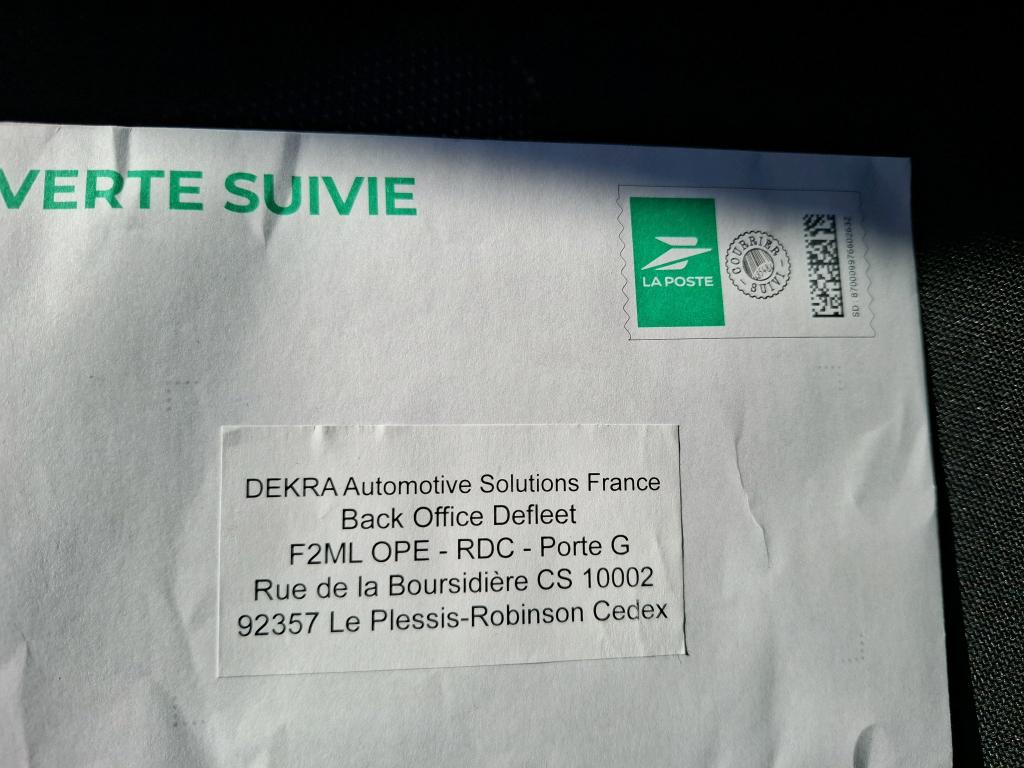 VERTE SUIVIE
LA POSTE
COURRIER SUIVI
DEKRA Automotive Solutions France
Back Office Defleet
F2ML OPE - RDC - Porte G
Rue de la Boursidière CS 10002
92357 Le Plessis-Robinson Cedex